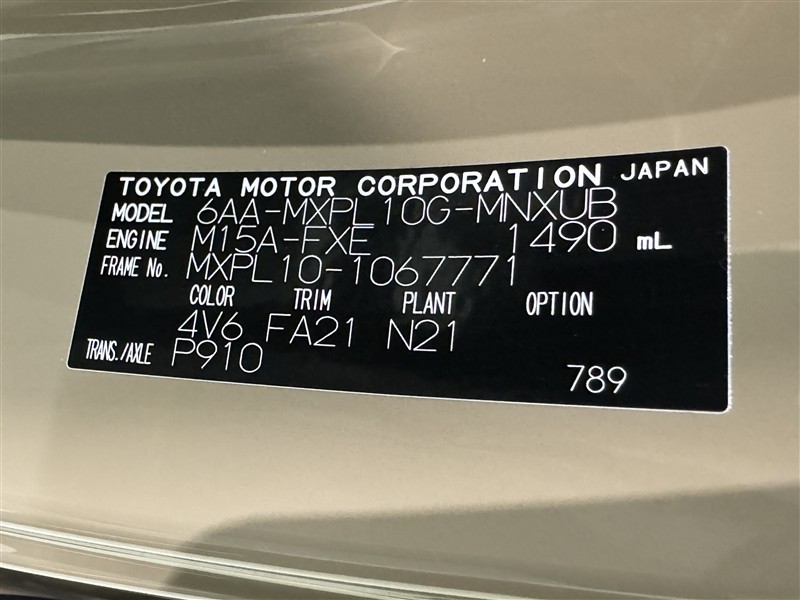 TOYOTA MOTOR CORPORATION JAPAN
MODEL 6AA-MXPL10G-MNXUB
ENGINE M15A-FXE 1490 mL
FRAME No. MXPL10-1067771
COLOR TRIM PLANT OPTION
4V6 FA21 N21
TRANS./AXLE P910
789